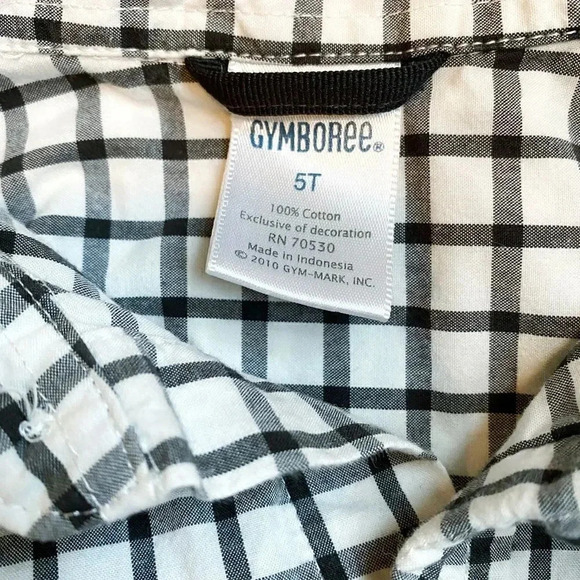 GYMBORee®
5T
100% Cotton
Exclusive of decoration
RN 70530
Made in Indonesia
© 2010 GYM-MARK, INC.